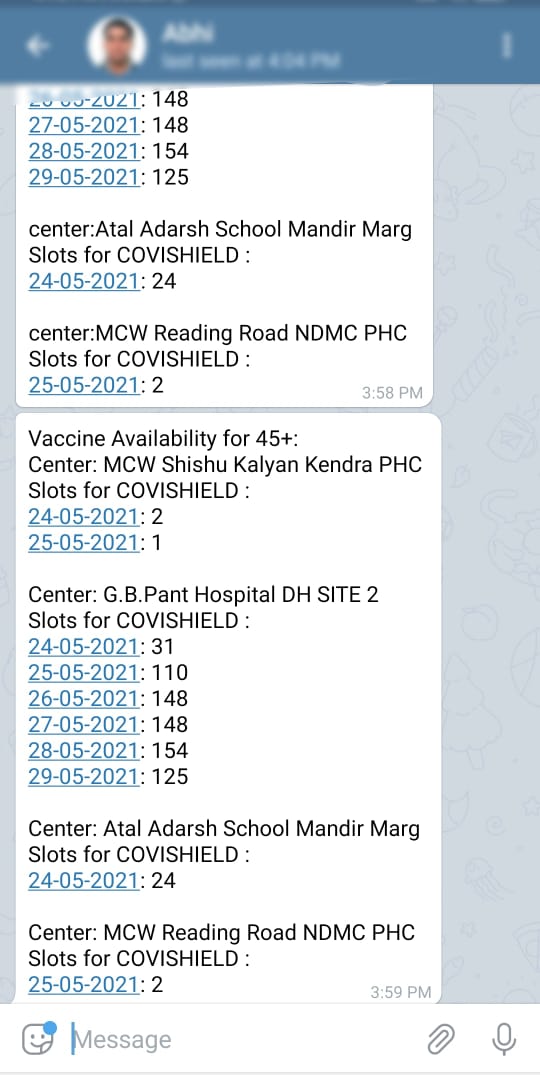 Abhi
last seen at 4:04 PM
26-05-2021: 148
27-05-2021: 148
28-05-2021: 154
29-05-2021: 125
center:Atal Adarsh School Mandir Marg
Slots for COVISHIELD :
24-05-2021: 24
center:MCW Reading Road NDMC PHC
Slots for COVISHIELD :
25-05-2021: 2
3:58 PM
Vaccine Availability for 45+:
Center: MCW Shishu Kalyan Kendra PHC
Slots for COVISHIELD :
24-05-2021: 2
25-05-2021: 1
Center: G.B.Pant Hospital DH SITE 2
Slots for COVISHIELD :
24-05-2021: 31
25-05-2021: 110
26-05-2021: 148
27-05-2021: 148
28-05-2021: 154
29-05-2021: 125
Center: Atal Adarsh School Mandir Marg
Slots for COVISHIELD :
24-05-2021: 24
Center: MCW Reading Road NDMC PHC
Slots for COVISHIELD :
25-05-2021: 2
3:59 PM
Message